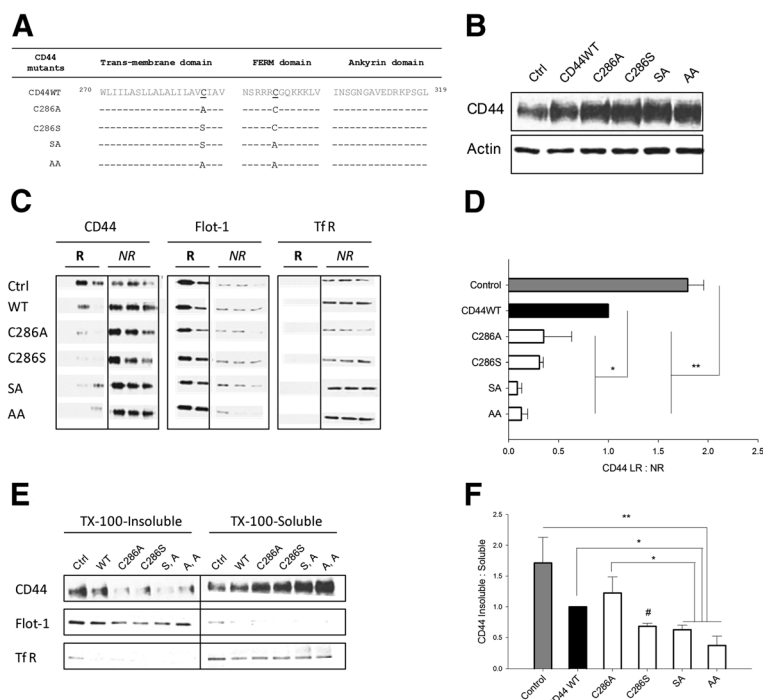 A
CD44 mutants Trans-membrane domain FERM domain Ankyrin domain
CD44WT 270 WLIILASLLALALILAVCIAV NSRRRCGQKKKLV INSGNGAVEDRKPSGL 319
C286A -----------------A--- -----C------- ----------------
C286S -----------------S--- -----C------- ----------------
SA -----------------S--- -----A------- ----------------
AA -----------------A--- -----A------- ----------------
B
Ctrl CD44WT C286A C286S SA AA
CD44
Actin
C
CD44 Flot-1 Tf R
R NR R NR R NR
Ctrl
WT
C286A
C286S
SA
AA
D
Control
CD44WT
C286A
C286S
SA
AA
*
**
0.0 0.5 1.0 1.5 2.0 2.5
CD44 LR : NR
E
TX-100-Insoluble TX-100-Soluble
Ctrl WT C286A C286S S, A A, A Ctrl WT C286A C286S S, A A, A
CD44
Flot-1
Tf R
F
CD44 Insoluble : Soluble
2.5
2.0
1.5
1.0
0.5
0.0
**
*
*
#
Control CD44 WT C286A C286S SA AA